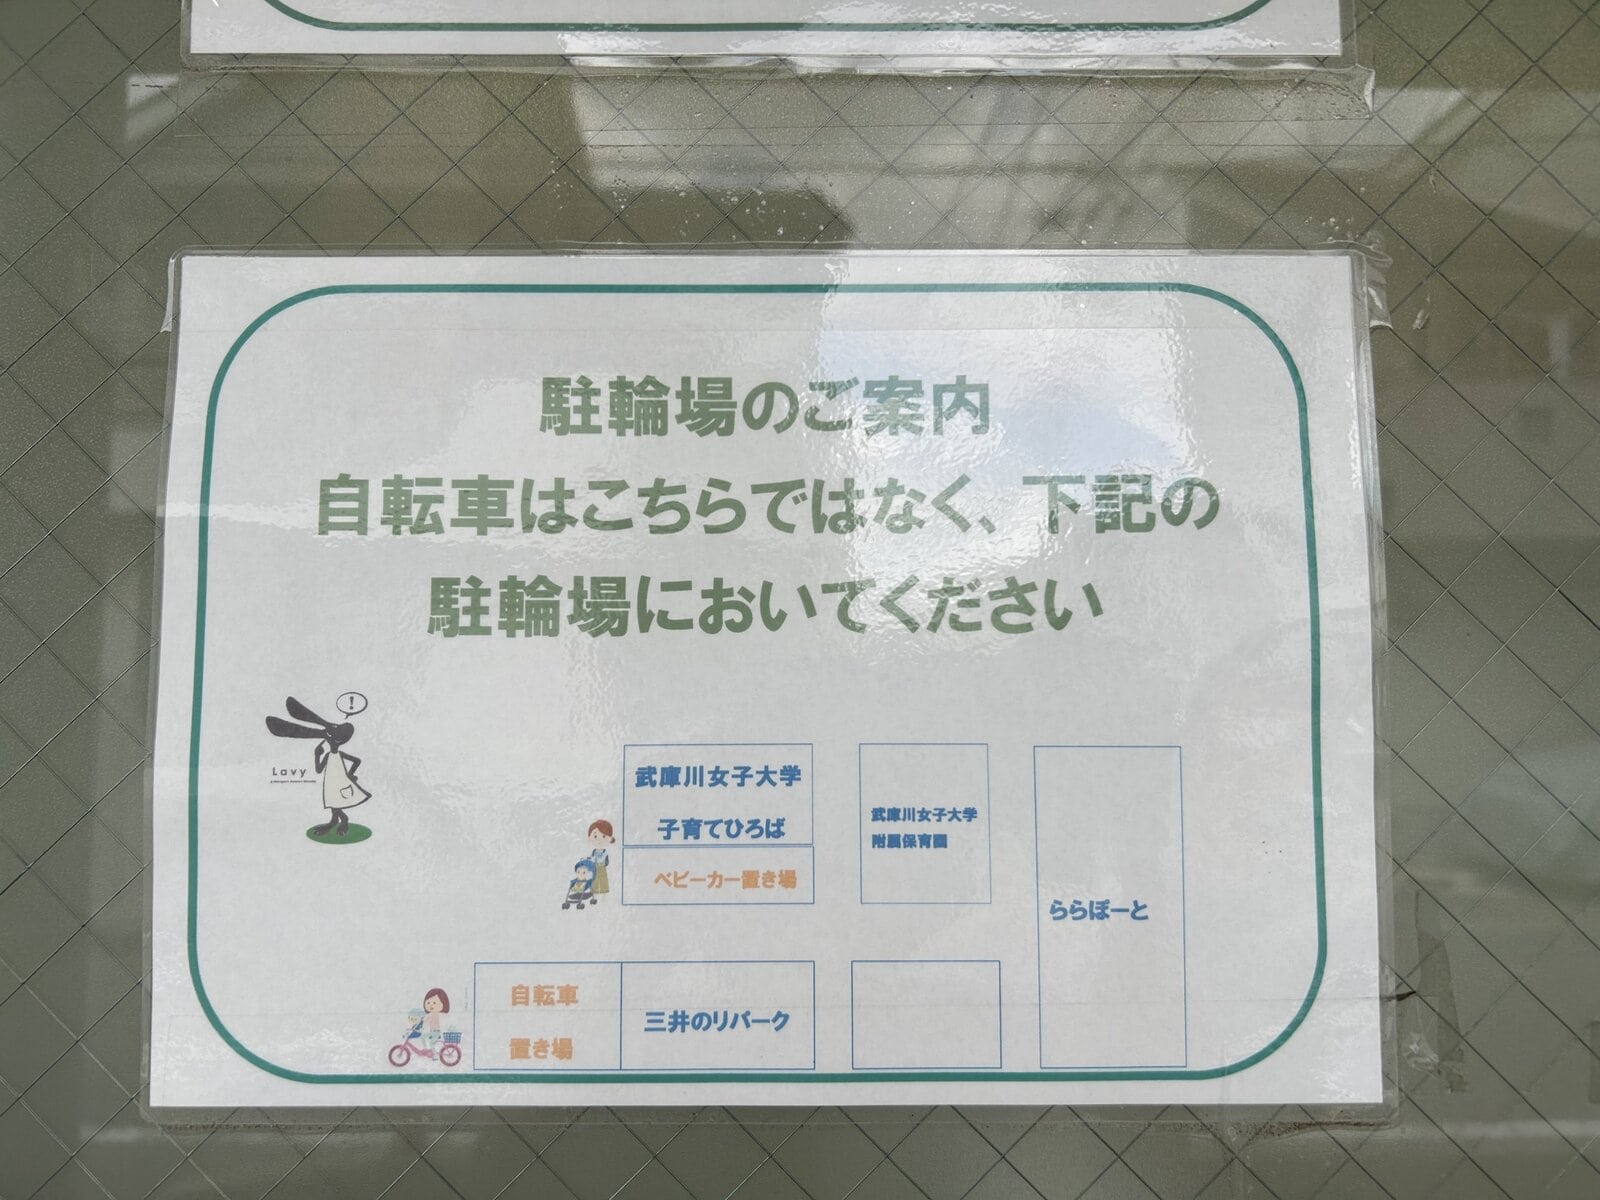 駐輪場のご案内
自転車はこちらではなく、下記の
駐輪場においてください
!
Lavy
武庫川女子大学
子育てひろば
ベビーカー置き場
武庫川女子大学
附属保育園
ららぽーと
自転車
置き場
三井のリパーク